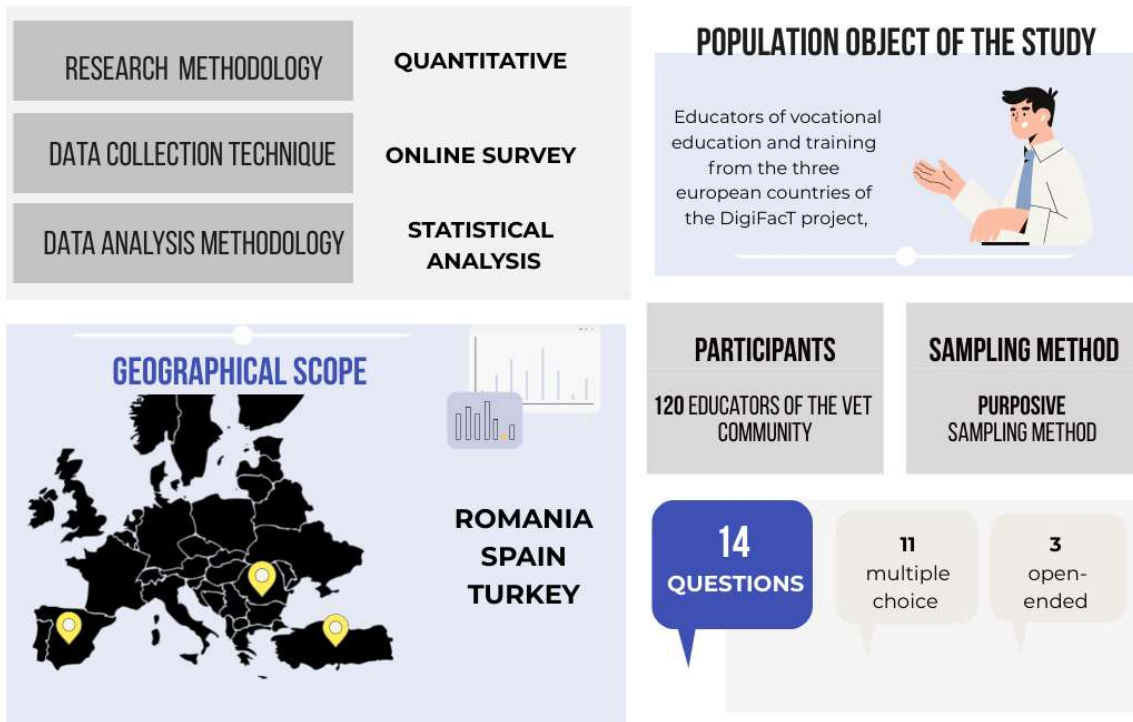 RESEARCH METHODOLOGY
QUANTITATIVE
DATA COLLECTION TECHNIQUE
ONLINE SURVEY
DATA ANALYSIS METHODOLOGY
STATISTICAL
ANALYSIS
POPULATION OBJECT OF THE STUDY
Educators of vocational
education and training
from the three
european countries of
the DigiFacT project,
GEOGRAPHICAL SCOPE
ROMANIA
SPAIN
TURKEY
PARTICIPANTS
120 EDUCATORS OF THE VET
COMMUNITY
SAMPLING METHOD
PURPOSIVE
SAMPLING METHOD
14
QUESTIONS
11
multiple
choice
3
open-
ended